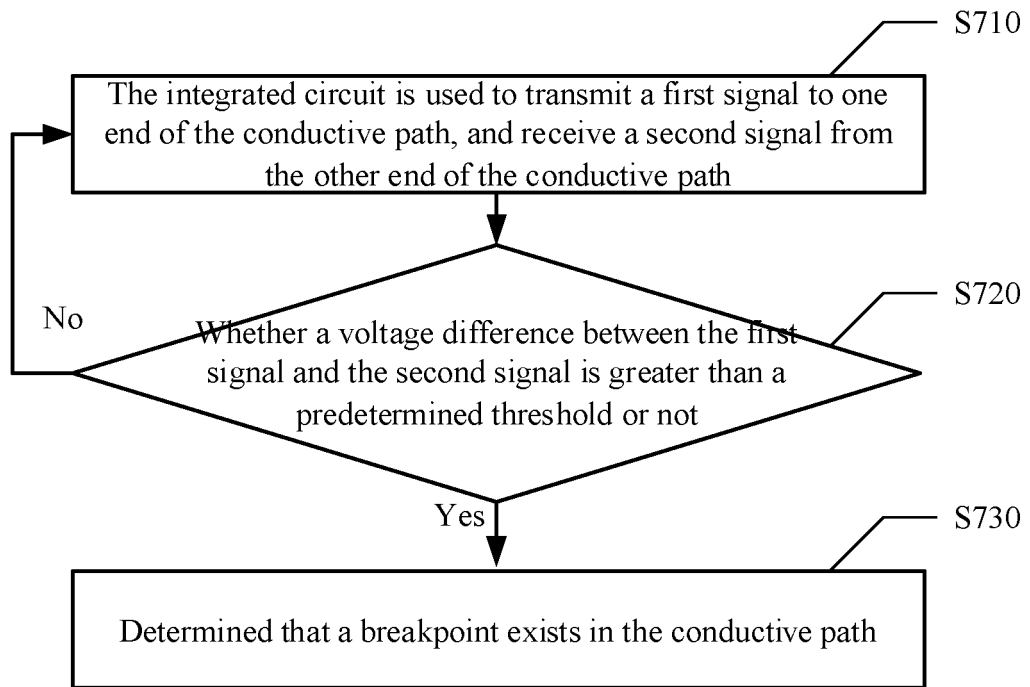 S710
The integrated circuit is used to transmit a first signal to one
end of the conductive path, and receive a second signal from
the other end of the conductive path
No
S720
Whether a voltage difference between the first
signal and the second signal is greater than a
predetermined threshold or not
Yes
S730
Determined that a breakpoint exists in the conductive path